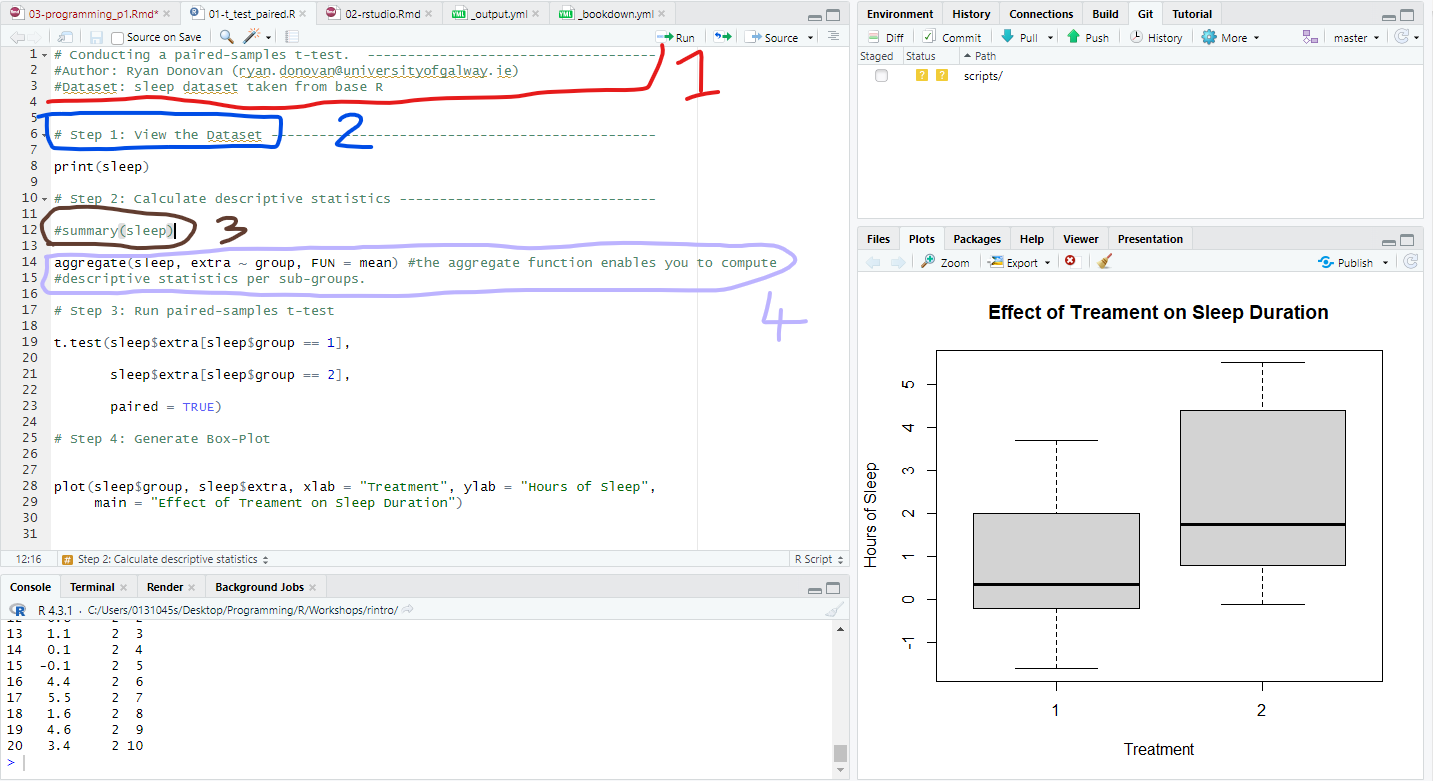 03-programming_p1.Rmd* × 01-t_test_paired.R × 02-rstudio.Rmd × _output.yml × _bookdown.yml ×
Source on Save Run Source
1 # Conducting a paired-samples t-test. ------------------------------------
2 #Author: Ryan Donovan (ryan.donovan@universityofgalway.ie)
3 #Dataset: sleep dataset taken from base R
4
1
5
6 # Step 1: View the Dataset ------------------------------------------------
2
7
8 print(sleep)
9
10 # Step 2: Calculate descriptive statistics --------------------------------
11
12 #summary(sleep)
3
13
14 aggregate(sleep, extra ~ group, FUN = mean) #the aggregate function enables you to compute
15 #descriptive statistics per sub-groups.
4
16
17 # Step 3: Run paired-samples t-test
18
19 t.test(sleep$extra[sleep$group == 1],
20
21 sleep$extra[sleep$group == 2],
22
23 paired = TRUE)
24
25 # Step 4: Generate Box-Plot
26
27
28 plot(sleep$group, sleep$extra, xlab = "Treatment", ylab = "Hours of Sleep",
29 main = "Effect of Treament on Sleep Duration")
30
31
12:16 # Step 2: Calculate descriptive statistics R Script
Console Terminal × Render × Background Jobs ×
R R 4.3.1 · C:/Users/0131045s/Desktop/Programming/R/Workshops/rintro/
13 1.1 2 3
14 0.1 2 4
15 -0.1 2 5
16 4.4 2 6
17 5.5 2 7
18 1.6 2 8
19 4.6 2 9
20 3.4 2 10
>
Environment History Connections Build Git Tutorial
Diff Commit Pull Push History More master
Staged Status Path
? ? scripts/
Files Plots Packages Help Viewer Presentation
Zoom Export Publish
Effect of Treament on Sleep Duration
Hours of Sleep
5
4
3
2
1
0
-1
1 2
Treatment